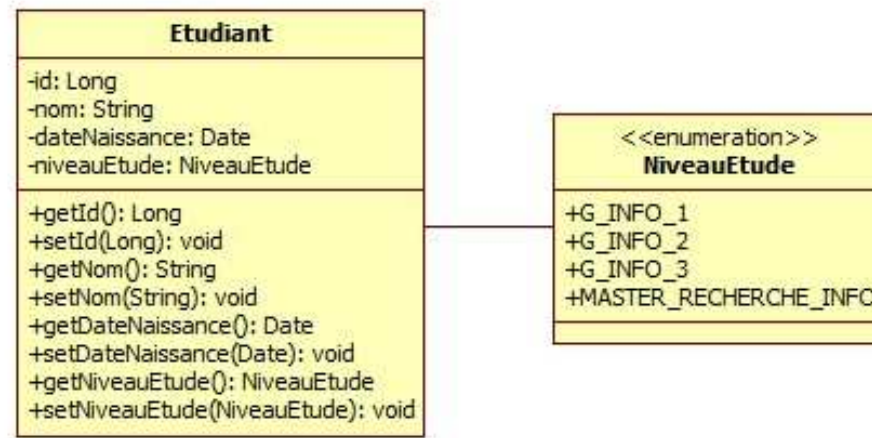 Etudiant
-id: Long
-nom: String
-dateNaissance: Date
-niveauEtude: NiveauEtude
+getId(): Long
+setId(Long): void
+getNom(): String
+setNom(String): void
+getDateNaissance(): Date
+setDateNaissance(Date): void
+getNiveauEtude(): NiveauEtude
+setNiveauEtude(NiveauEtude): void
<<enumeration>>
NiveauEtude
+G_INFO_1
+G_INFO_2
+G_INFO_3
+MASTER_RECHERCHE_INFO